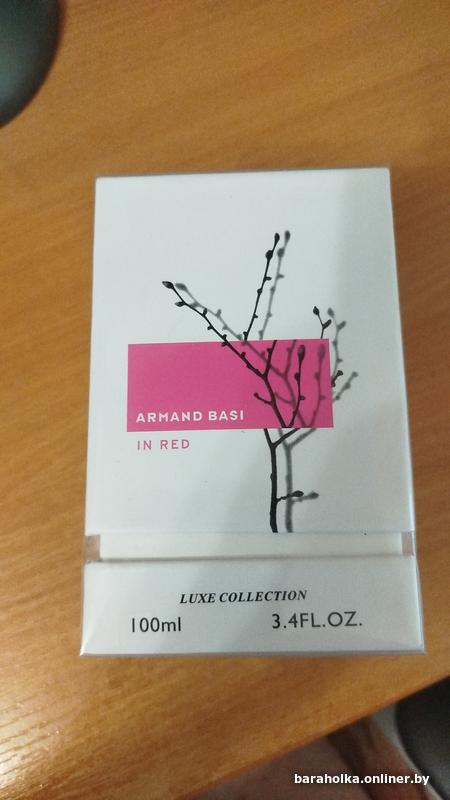 ARMAND BASI
IN RED
LUXE COLLECTION
100ml 3.4FL.OZ.
baraholka.onliner.by